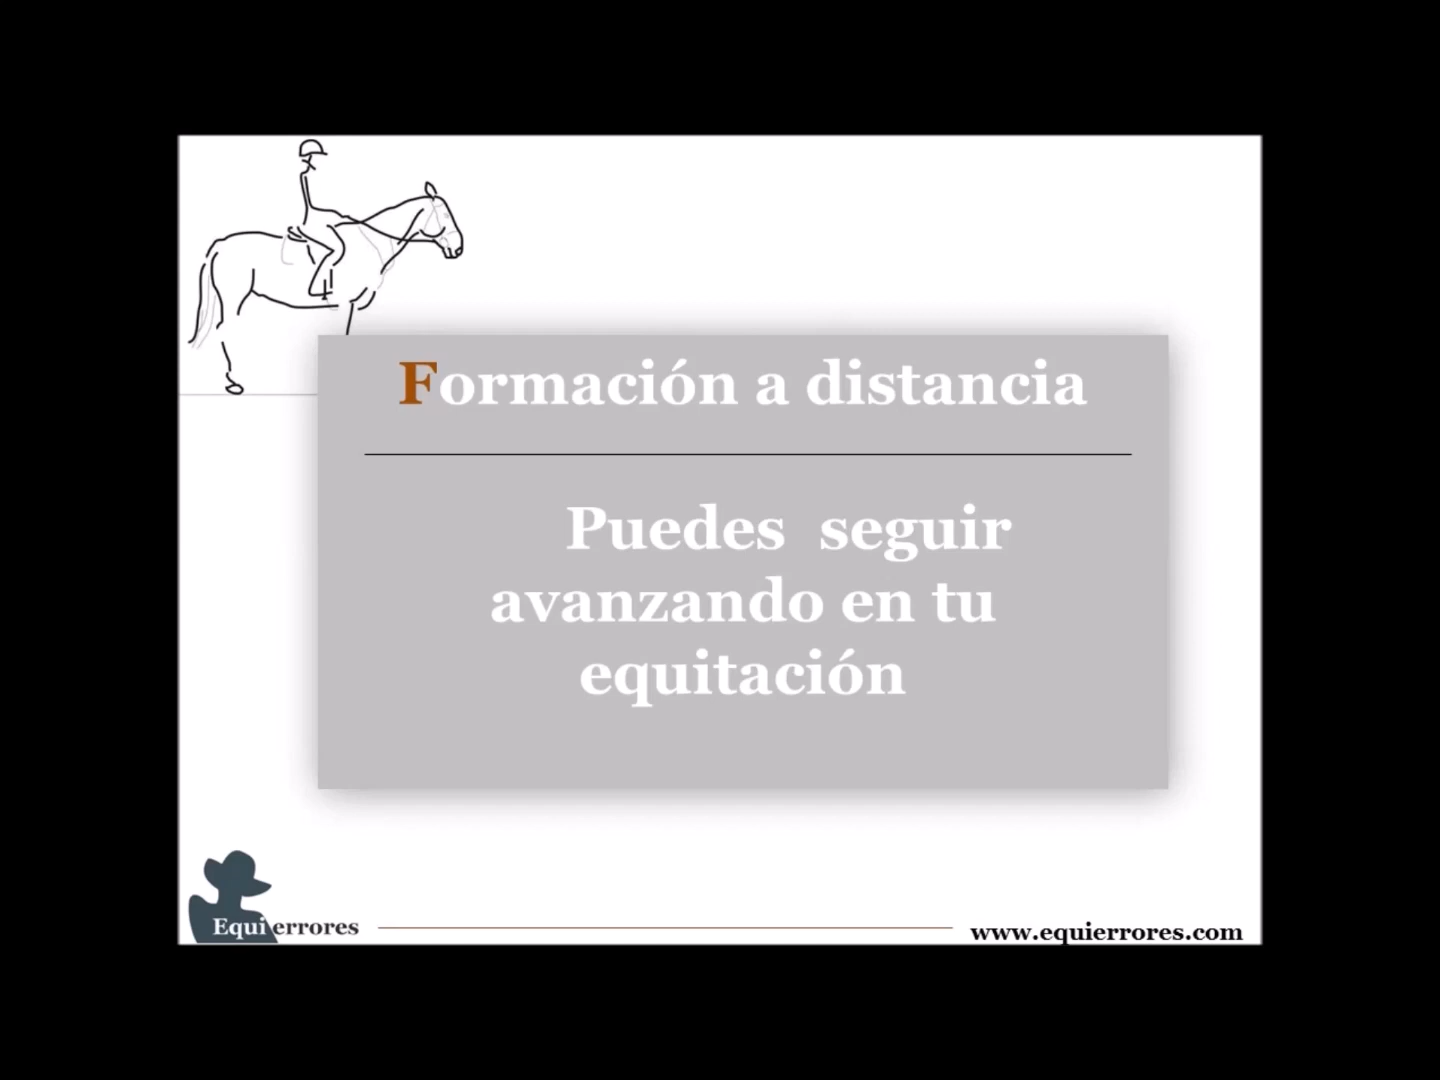 Formación a distancia
Puedes seguir
avanzando en tu
equitación
Equierrores
www.equierrores.com